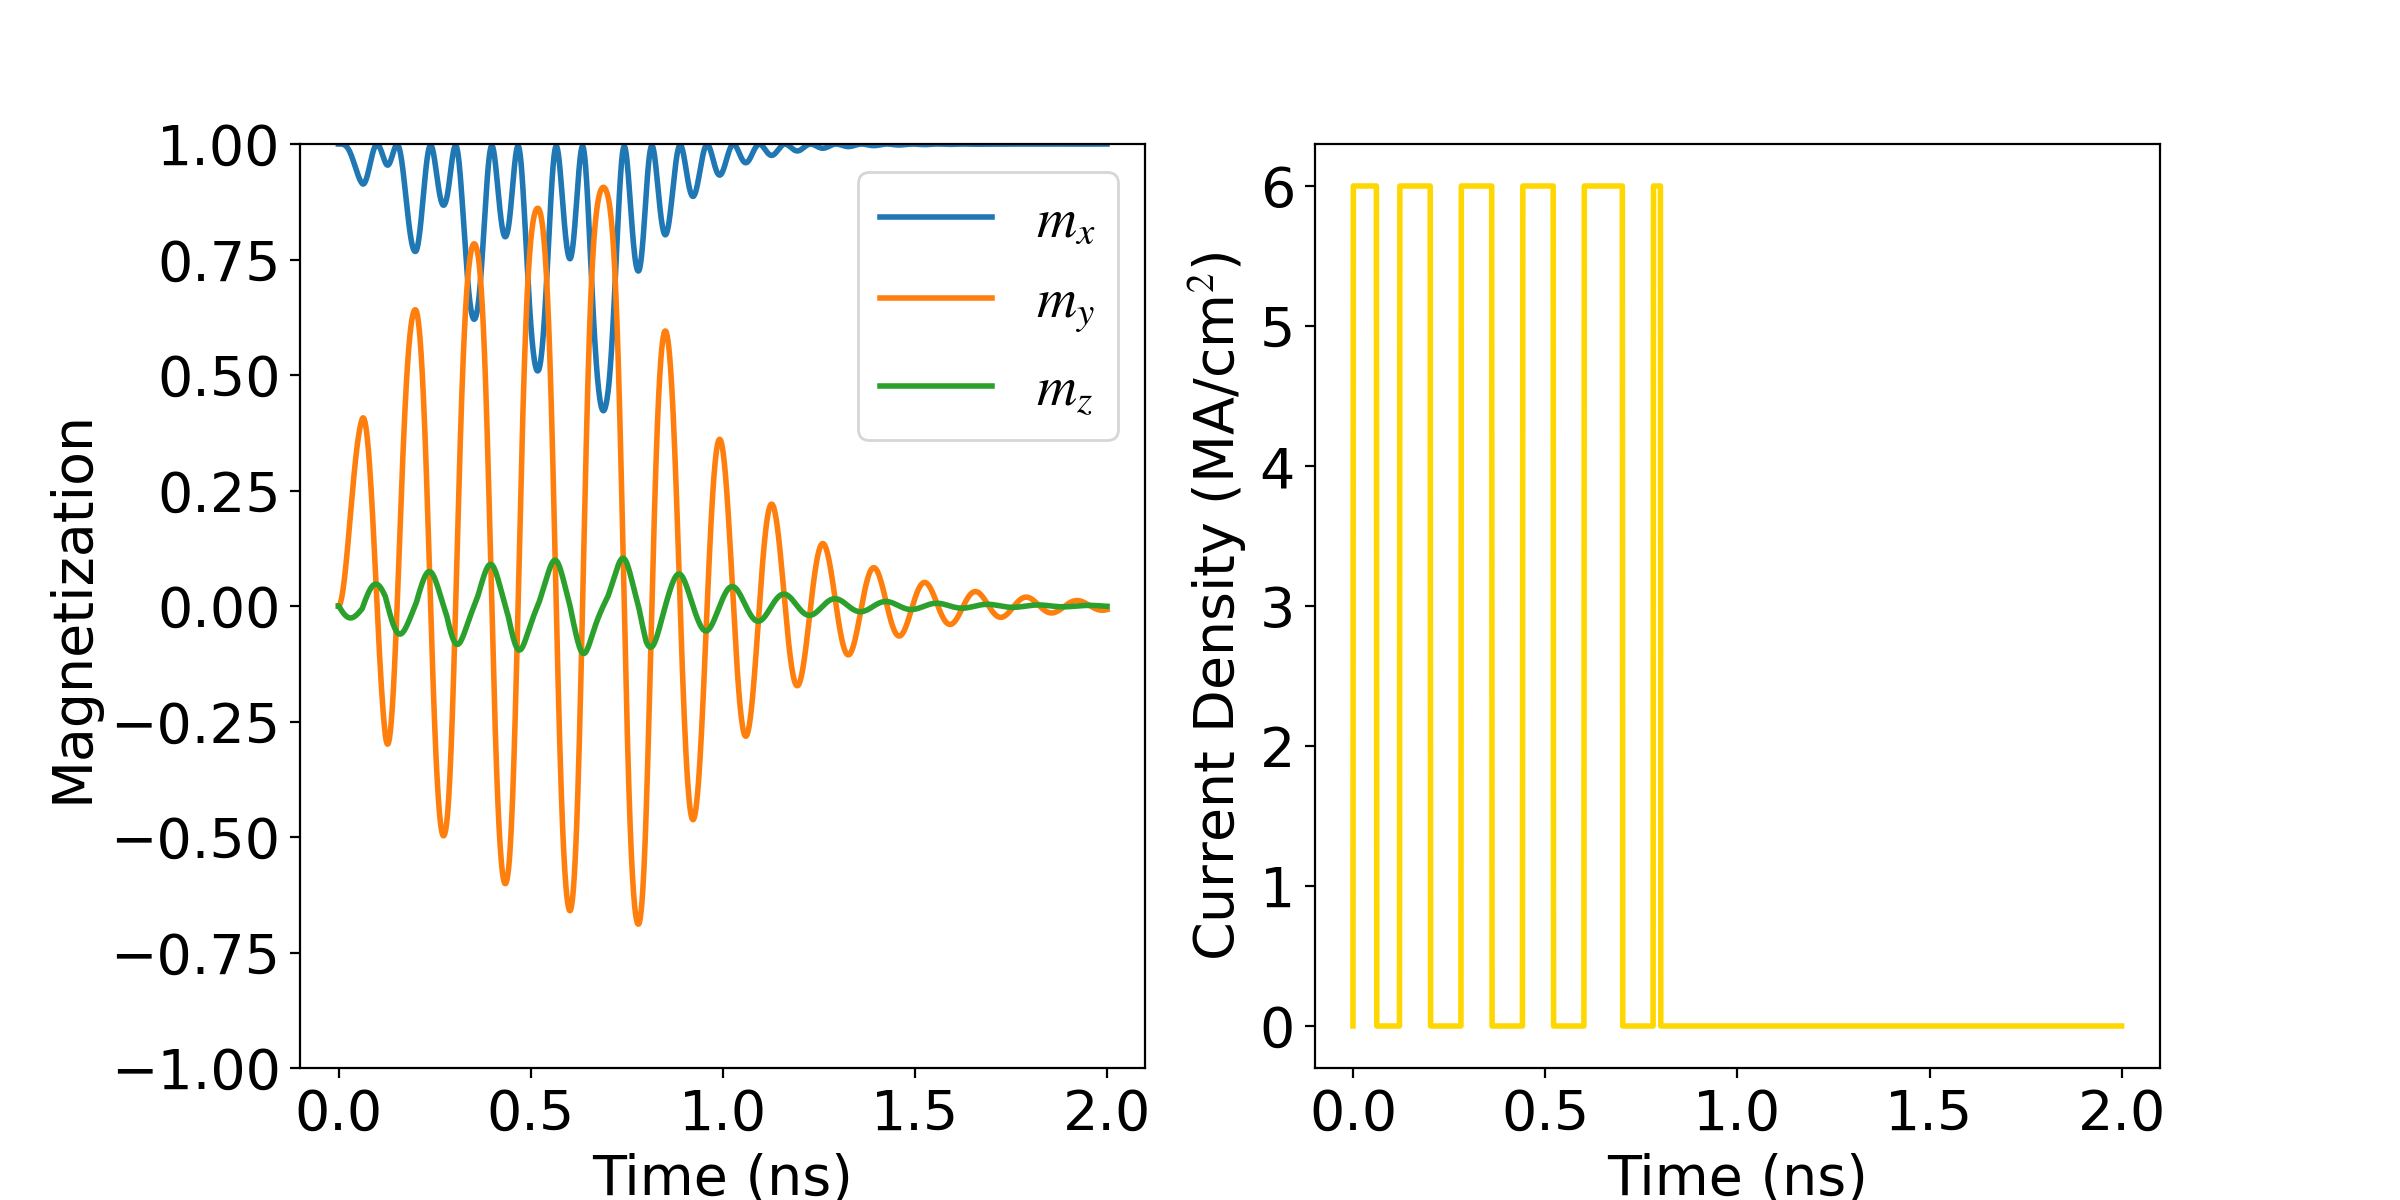 Magnetization
1.00
0.75
0.50
0.25
0.00
−0.25
−0.50
−0.75
−1.00
0.0 0.5 1.0 1.5 2.0
Time (ns)
m_x
m_y
m_z
Current Density (MA/cm²)
6
5
4
3
2
1
0
0.0 0.5 1.0 1.5 2.0
Time (ns)